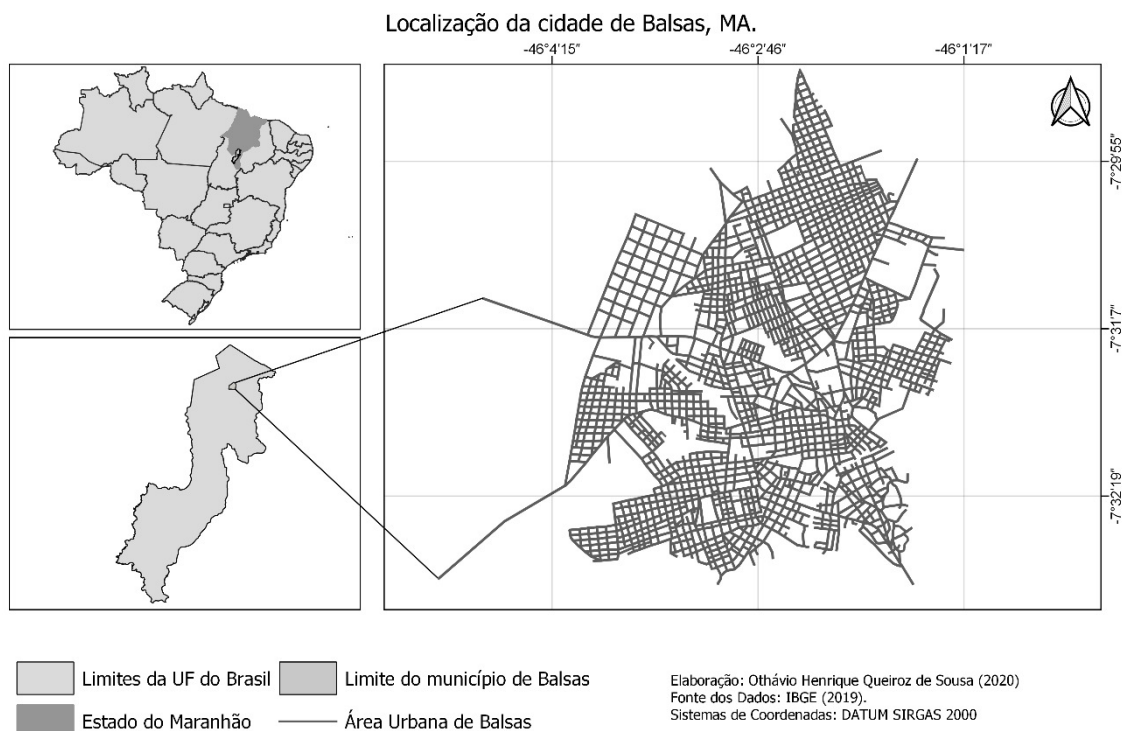 Localização da cidade de Balsas, MA.
-46°4'15"
-46°2'46"
-46°1'17"
-7°29'55"
-7°31'7"
-7°32'19"
Limites da UF do Brasil
Limite do município de Balsas
Estado do Maranhão
Área Urbana de Balsas
Elaboração: Othávio Henrique Queiroz de Sousa (2020)
Fonte dos Dados: IBGE (2019).
Sistemas de Coordenadas: DATUM SIRGAS 2000